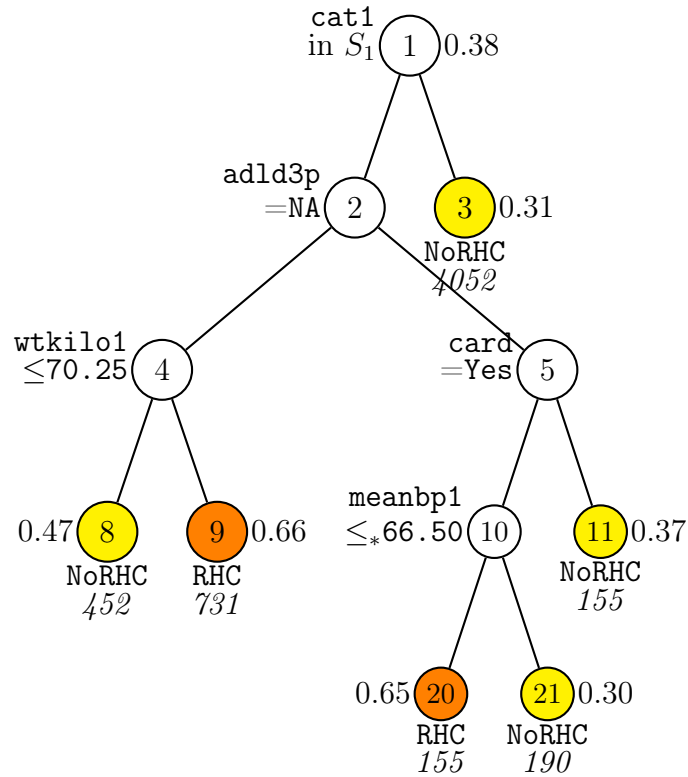 cat1
in S₁
1
0.38
adld3p
=NA
2
3
0.31
NoRHC
4052
wtkilo1
≤70.25
4
card
=Yes
5
0.47
8
NoRHC
452
9
0.66
RHC
731
meanbp1
≤*66.50
10
11
0.37
NoRHC
155
0.65
20
RHC
155
21
0.30
NoRHC
190